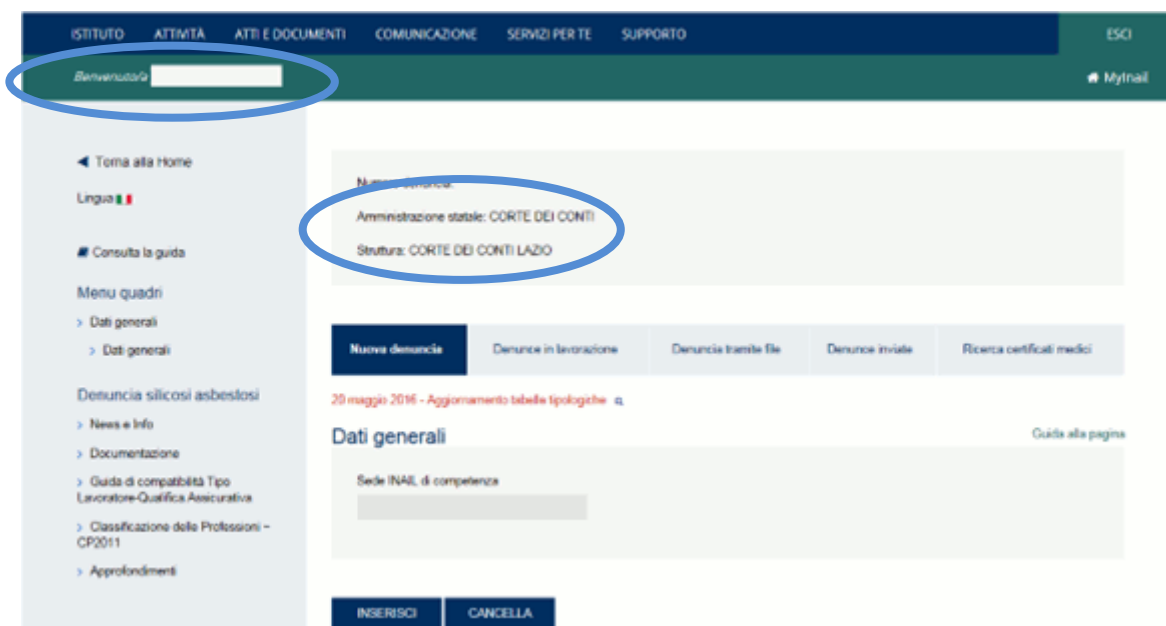 ISTITUTO ATTIVITÀ ATTI E DOCUMENTI COMUNICAZIONE SERVIZI PER TE SUPPORTO ESCI
Benvenuto/a
MyInail
Torna alla Home
Lingua
Consulta la guida
Menu quadri
> Dati generali
> Dati generali
Denuncia silicosi asbestosi
> News e Info
> Documentazione
> Guida di compatibilità Tipo
Lavoratore-Qualifica Assicurativa
> Classificazione delle Professioni –
CP2011
> Approfondimenti
Numero denuncia:
Amministrazione statale: CORTE DEI CONTI
Struttura: CORTE DEI CONTI LAZIO
Nuova denuncia Denunce in lavorazione Denuncia tramite file Denunce inviate Ricerca certificati medici
20 maggio 2016 - Aggiornamento tabelle tipologiche
Dati generali
Guida alla pagina
Sede INAIL di competenza
INSERISCI CANCELLA